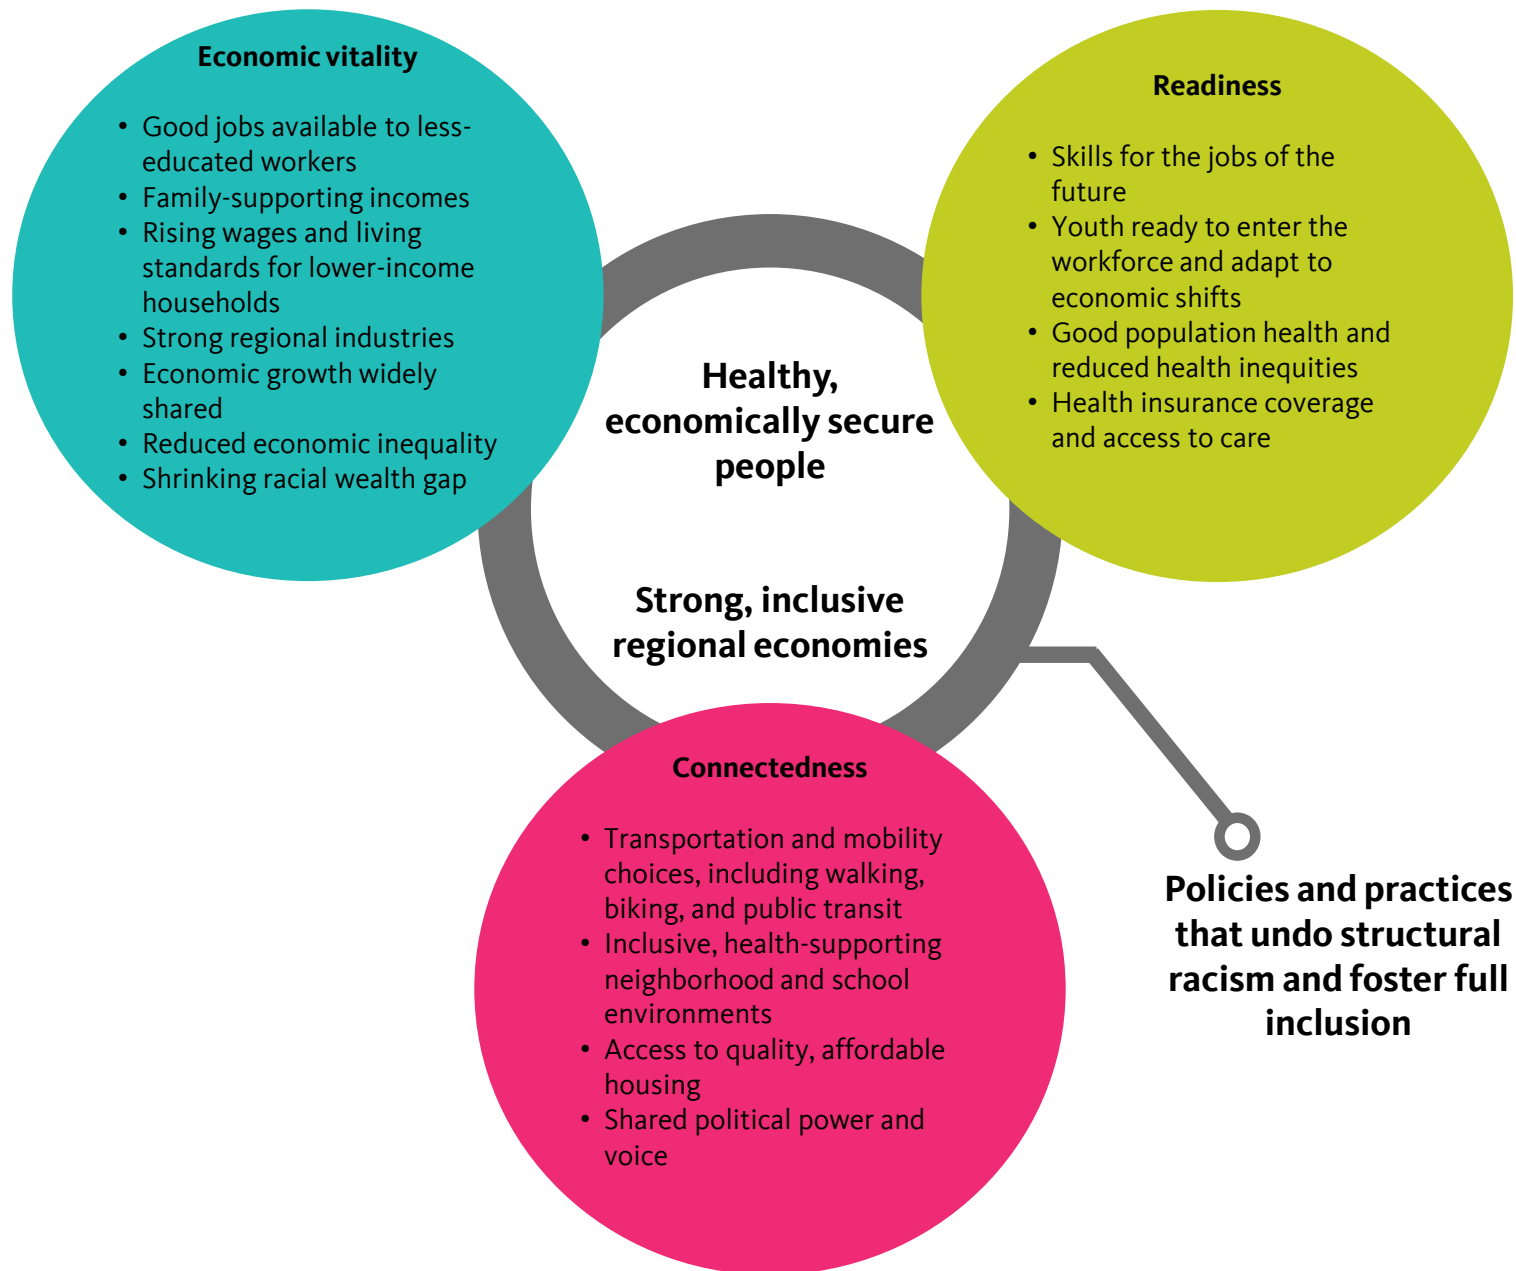 Economic vitality
• Good jobs available to less-
educated workers
• Family-supporting incomes
• Rising wages and living
standards for lower-income
households
• Strong regional industries
• Economic growth widely
shared
• Reduced economic inequality
• Shrinking racial wealth gap
Readiness
• Skills for the jobs of the
future
• Youth ready to enter the
workforce and adapt to
economic shifts
• Good population health and
reduced health inequities
• Health insurance coverage
and access to care
Healthy,
economically secure
people
Strong, inclusive
regional economies
Connectedness
• Transportation and mobility
choices, including walking,
biking, and public transit
• Inclusive, health-supporting
neighborhood and school
environments
• Access to quality, affordable
housing
• Shared political power and
voice
Policies and practices
that undo structural
racism and foster full
inclusion